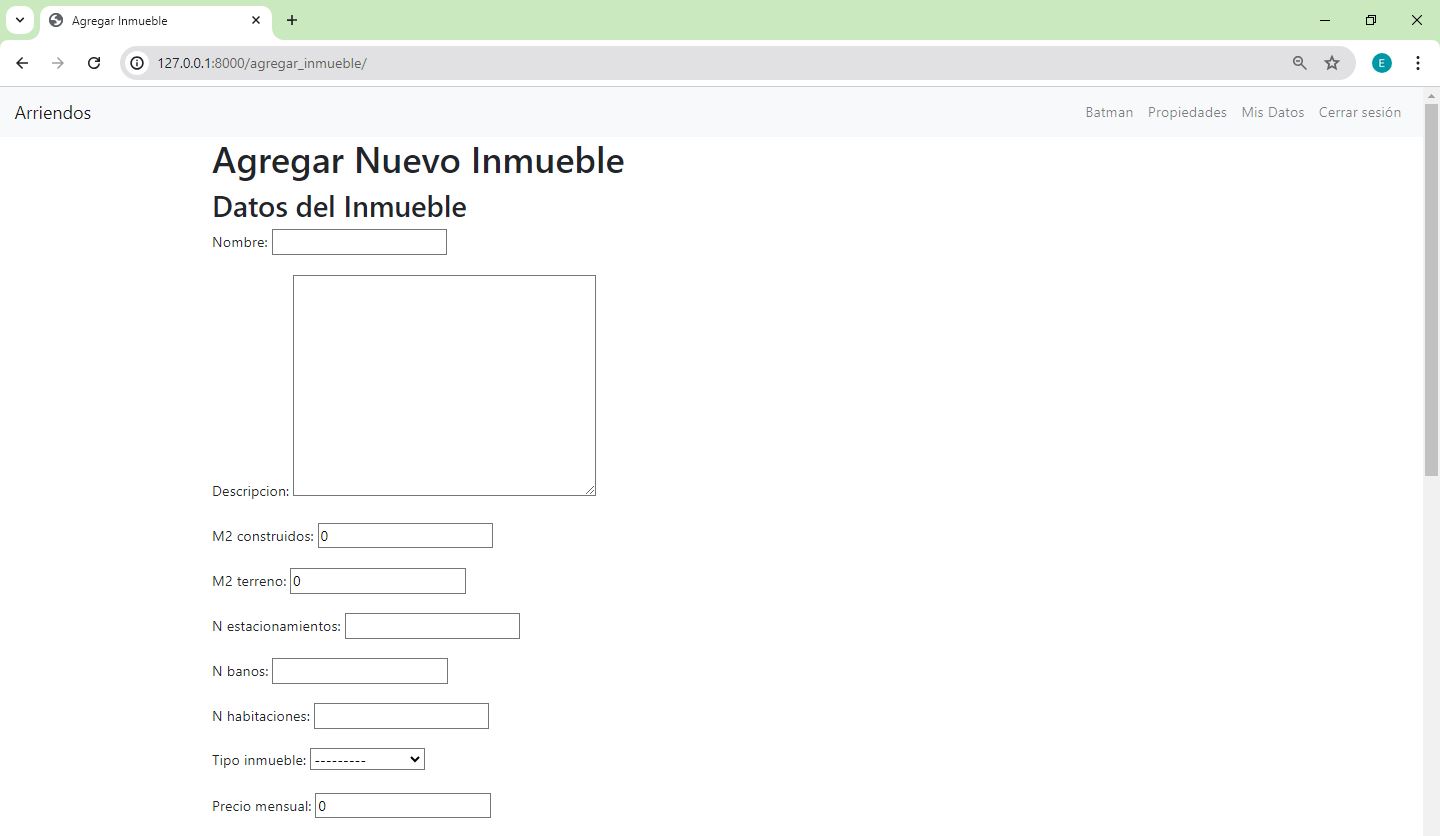 Agregar Inmueble
127.0.0.1:8000/agregar_inmueble/
E
Arriendos
Batman Propiedades Mis Datos Cerrar sesión
Agregar Nuevo Inmueble
Datos del Inmueble
Nombre:
Descripcion:
M2 construidos: 0
M2 terreno: 0
N estacionamientos:
N banos:
N habitaciones:
Tipo inmueble: ---------
Precio mensual: 0